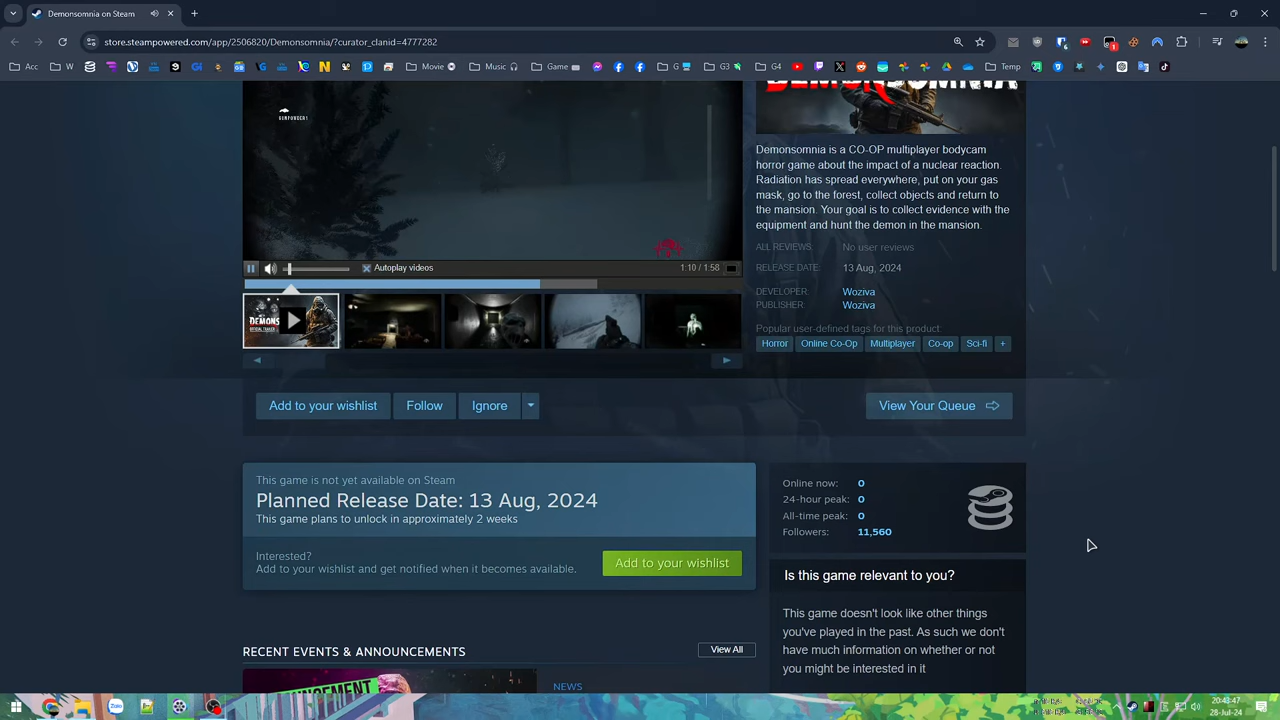 Demonsomnia on Steam
store.steampowered.com/app/2506820/Demonsomnia/?curator_clanid=4777282
Acc
W
Movie
Music
Game
G
G3
G4
Temp
Demonsomnia is a CO-OP multiplayer bodycam
horror game about the impact of a nuclear reaction.
Radiation has spread everywhere, put on your gas
mask, go to the forest, collect objects and return to
the mansion. Your goal is to collect evidence with the
equipment and hunt the demon in the mansion.
ALL REVIEWS: No user reviews
RELEASE DATE: 13 Aug, 2024
DEVELOPER: Woziva
PUBLISHER: Woziva
Popular user-defined tags for this product:
Horror Online Co-Op Multiplayer Co-op Sci-fi +
Autoplay videos
1:10 / 1:58
Add to your wishlist
Follow
Ignore
View Your Queue
This game is not yet available on Steam
Planned Release Date: 13 Aug, 2024
This game plans to unlock in approximately 2 weeks
Interested?
Add to your wishlist and get notified when it becomes available.
Add to your wishlist
Online now: 0
24-hour peak: 0
All-time peak: 0
Followers: 11,560
Is this game relevant to you?
This game doesn't look like other things
you've played in the past. As such we don't
have much information on whether or not
you might be interested in it
RECENT EVENTS & ANNOUNCEMENTS
View All
NEWS
Zalo
20:43:47
28-Jul-24